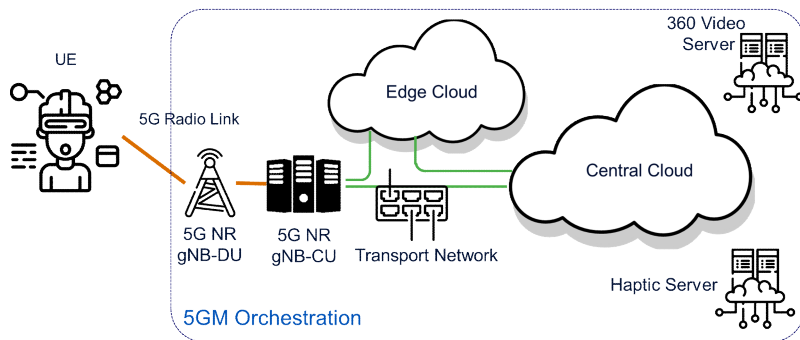 360 Video
Server
UE
Edge Cloud
5G Radio Link
Central Cloud
5G NR
gNB-DU
5G NR
gNB-CU
Transport Network
Haptic Server
5GM Orchestration